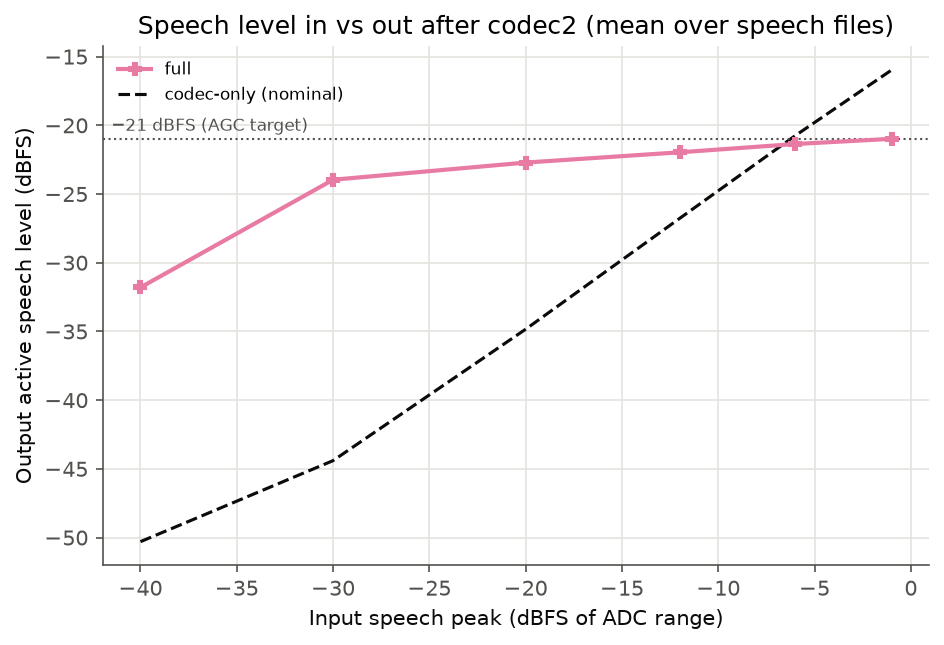 Speech level in vs out after codec2 (mean over speech files)
full
codec-only (nominal)
−21 dBFS (AGC target)
Output active speech level (dBFS)
−15
−20
−25
−30
−35
−40
−45
−50
−40 −35 −30 −25 −20 −15 −10 −5 0
Input speech peak (dBFS of ADC range)